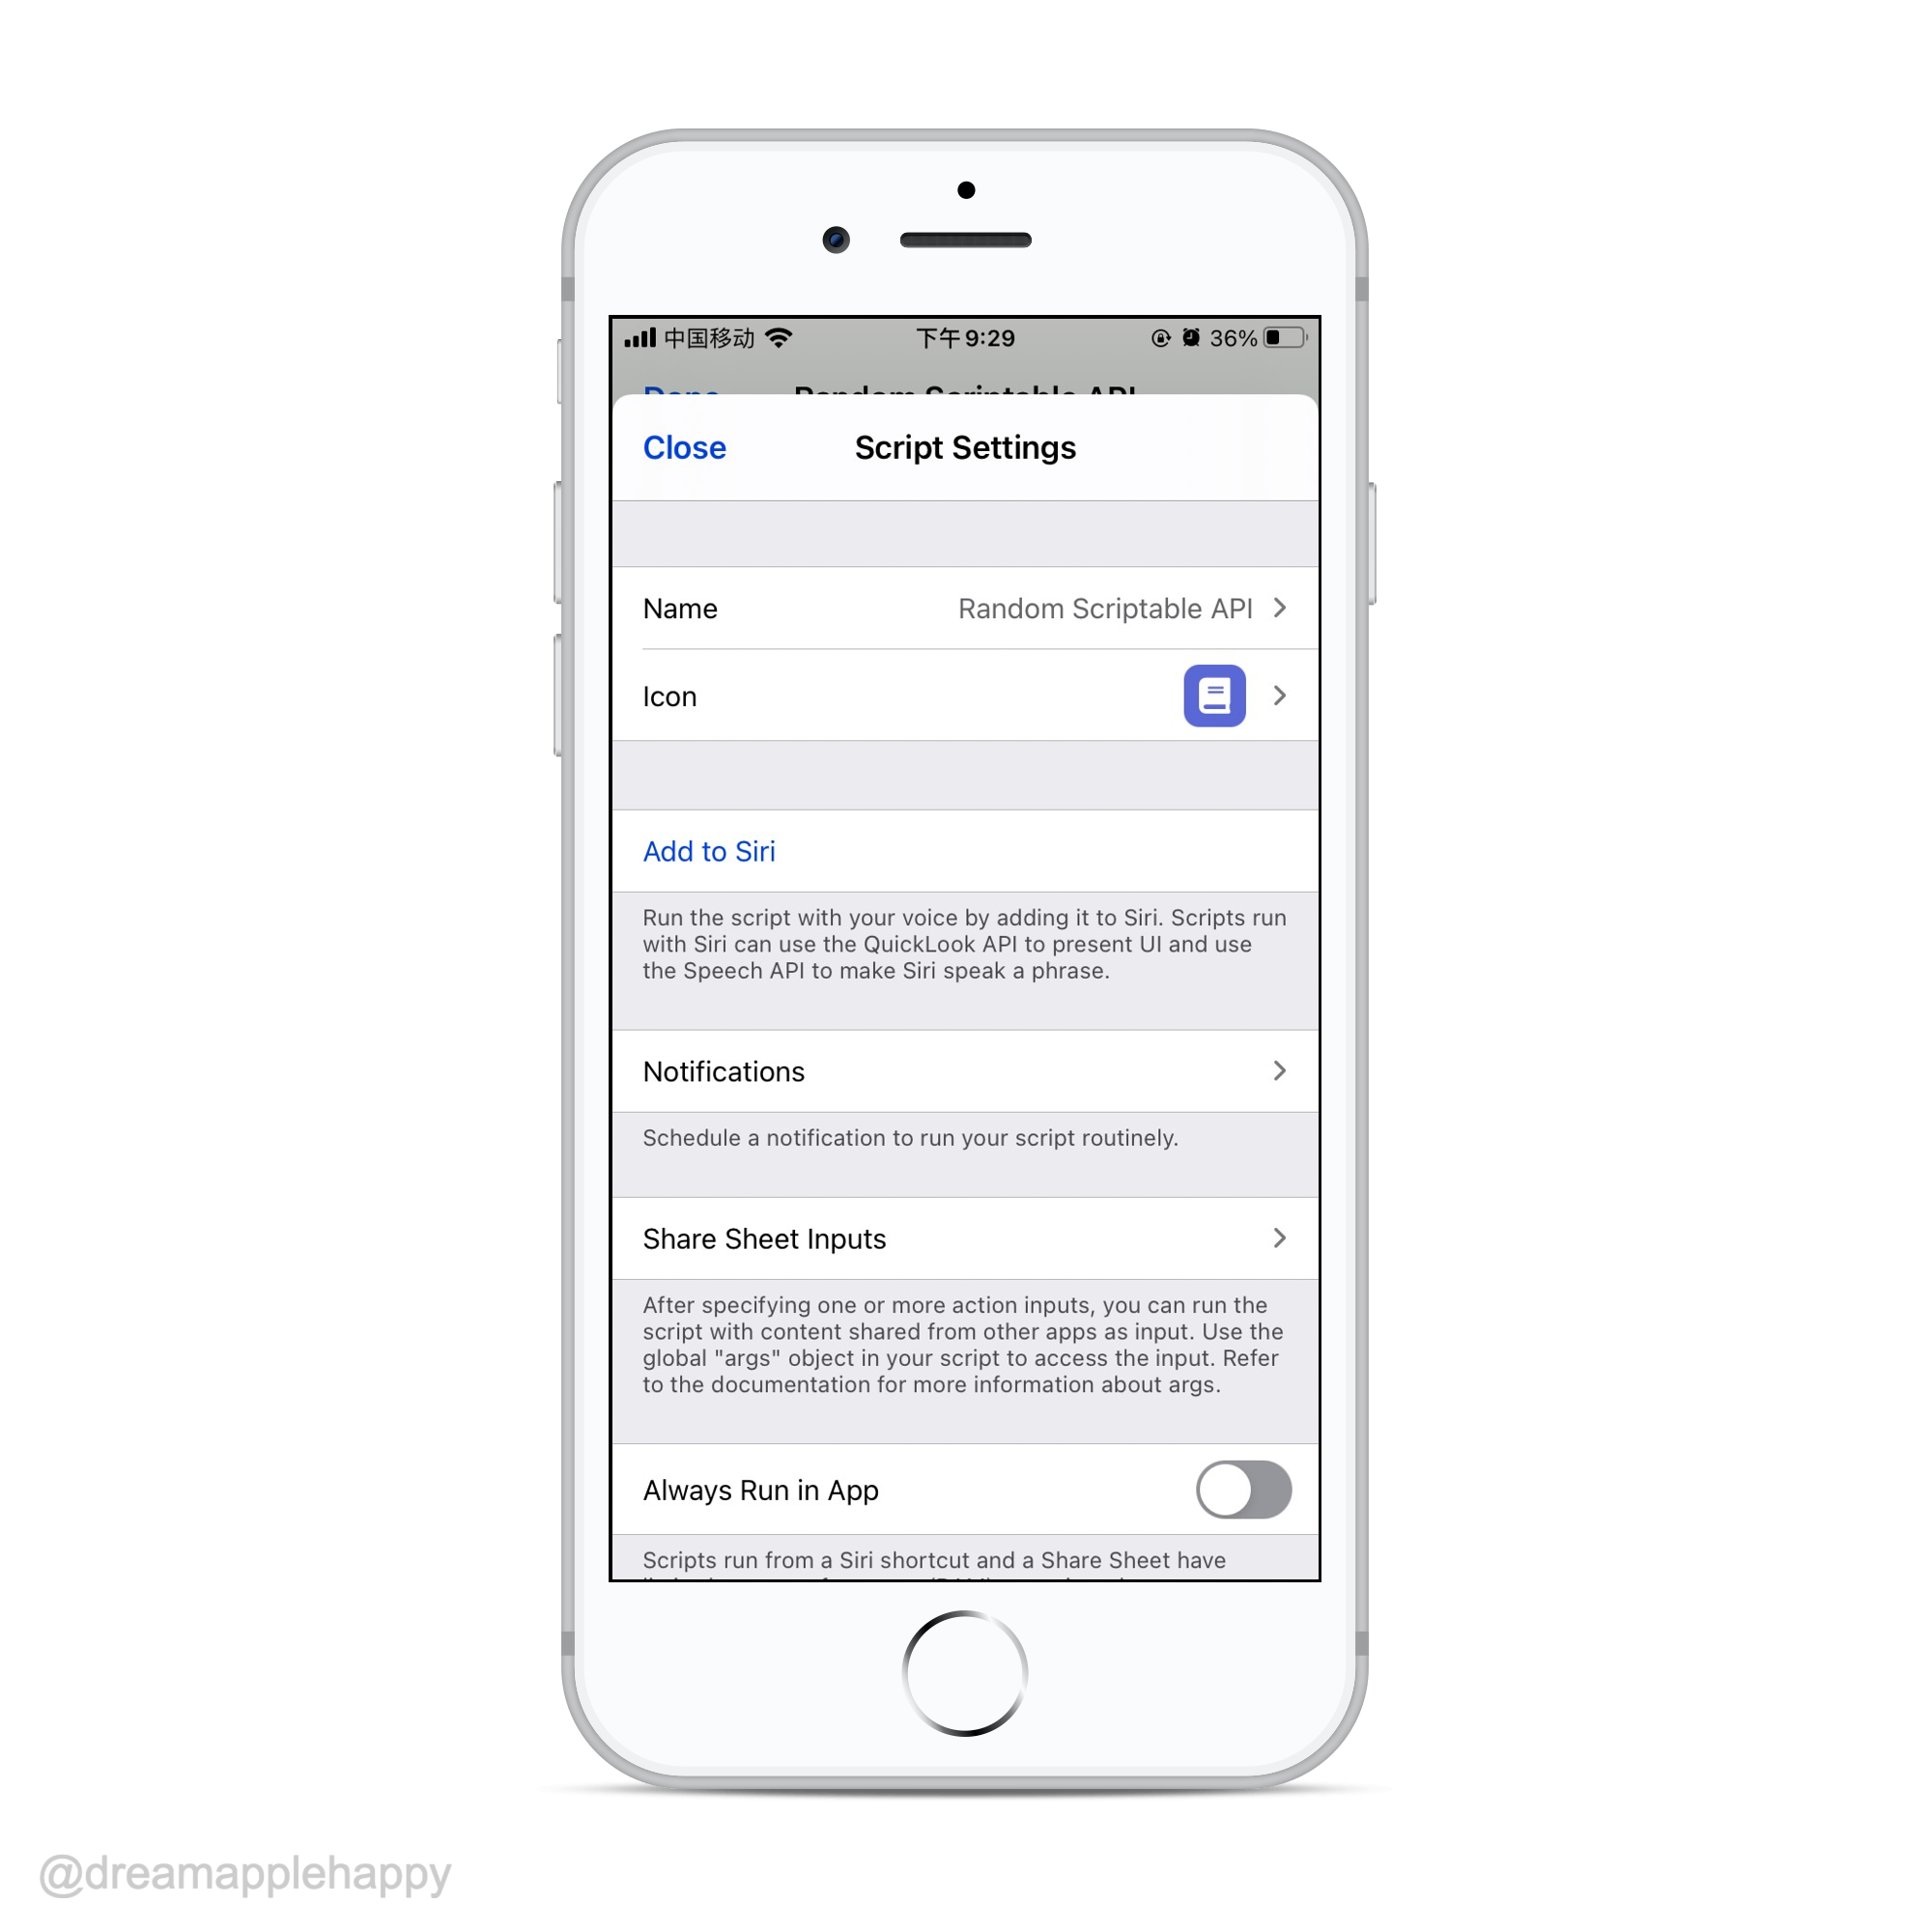 中国移动
下午9:29
36%
Done
Random Scriptable API
Close
Script Settings
Name
Random Scriptable API
Icon
Add to Siri
Run the script with your voice by adding it to Siri. Scripts run
with Siri can use the QuickLook API to present UI and use
the Speech API to make Siri speak a phrase.
Notifications
Schedule a notification to run your script routinely.
Share Sheet Inputs
After specifying one or more action inputs, you can run the
script with content shared from other apps as input. Use the
global "args" object in your script to access the input. Refer
to the documentation for more information about args.
Always Run in App
Scripts run from a Siri shortcut and a Share Sheet have
@dreamapplehappy